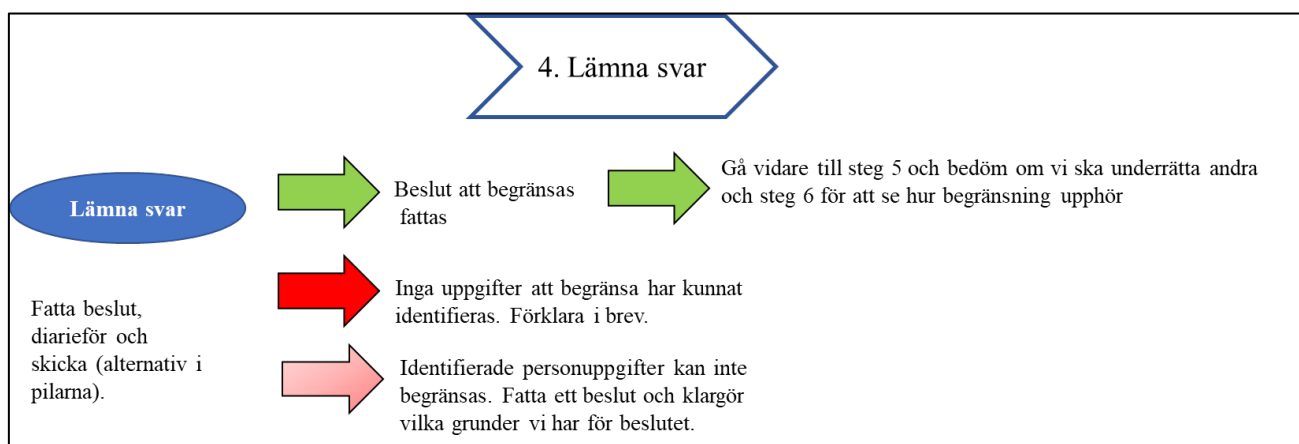 4. Lämna svar
Lämna svar
Fatta beslut,
diarieför och
skicka (alternativ i
pilarna).
Beslut att begränsas
fattas
Gå vidare till steg 5 och bedöm om vi ska underrätta andra
och steg 6 för att se hur begränsning upphör
Inga uppgifter att begränsa har kunnat
identifieras. Förklara i brev.
Identifierade personuppgifter kan inte
begränsas. Fatta ett beslut och klargör
vilka grunder vi har för beslutet.